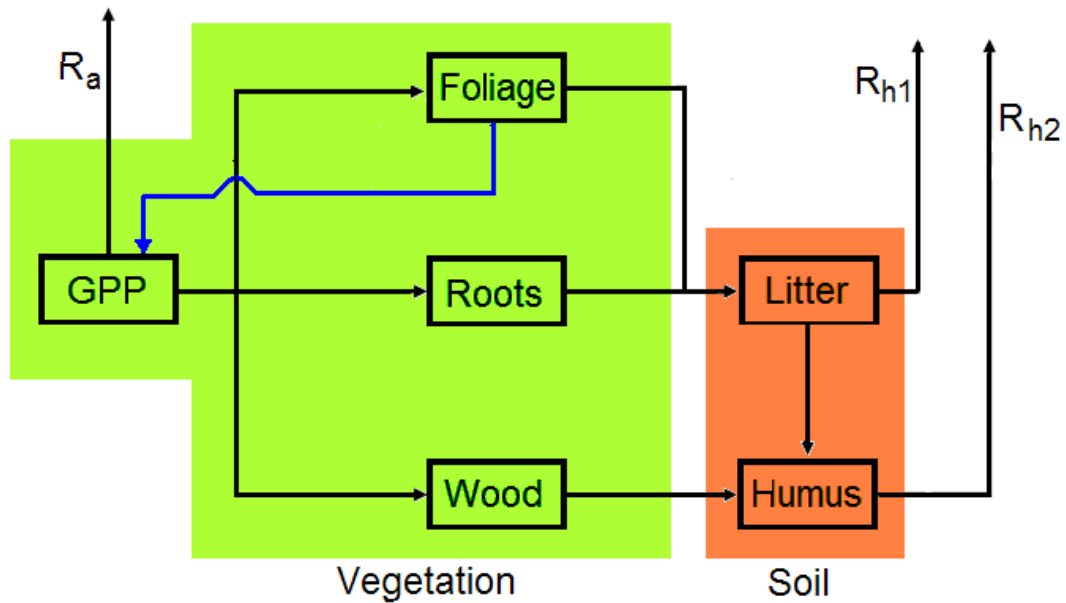 Ra
Foliage
Rh1
Rh2
GPP
Roots
Litter
Wood
Humus
Vegetation
Soil